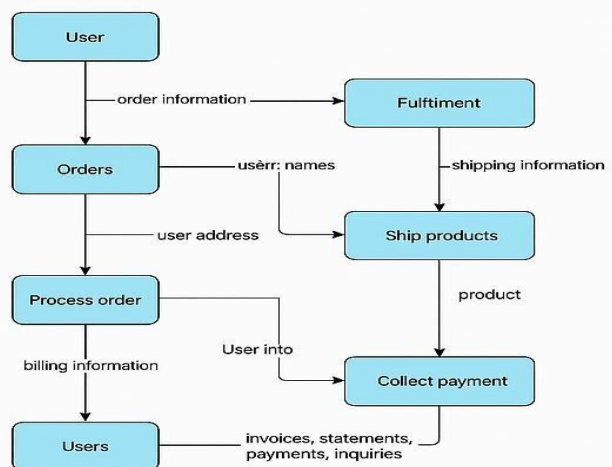 User
order information
Fulftiment
Orders
usèrr: names
shipping information
user address
Ship products
Process order
product
User into
billing information
Collect payment
Users
invoices, statements,
payments, inquiries